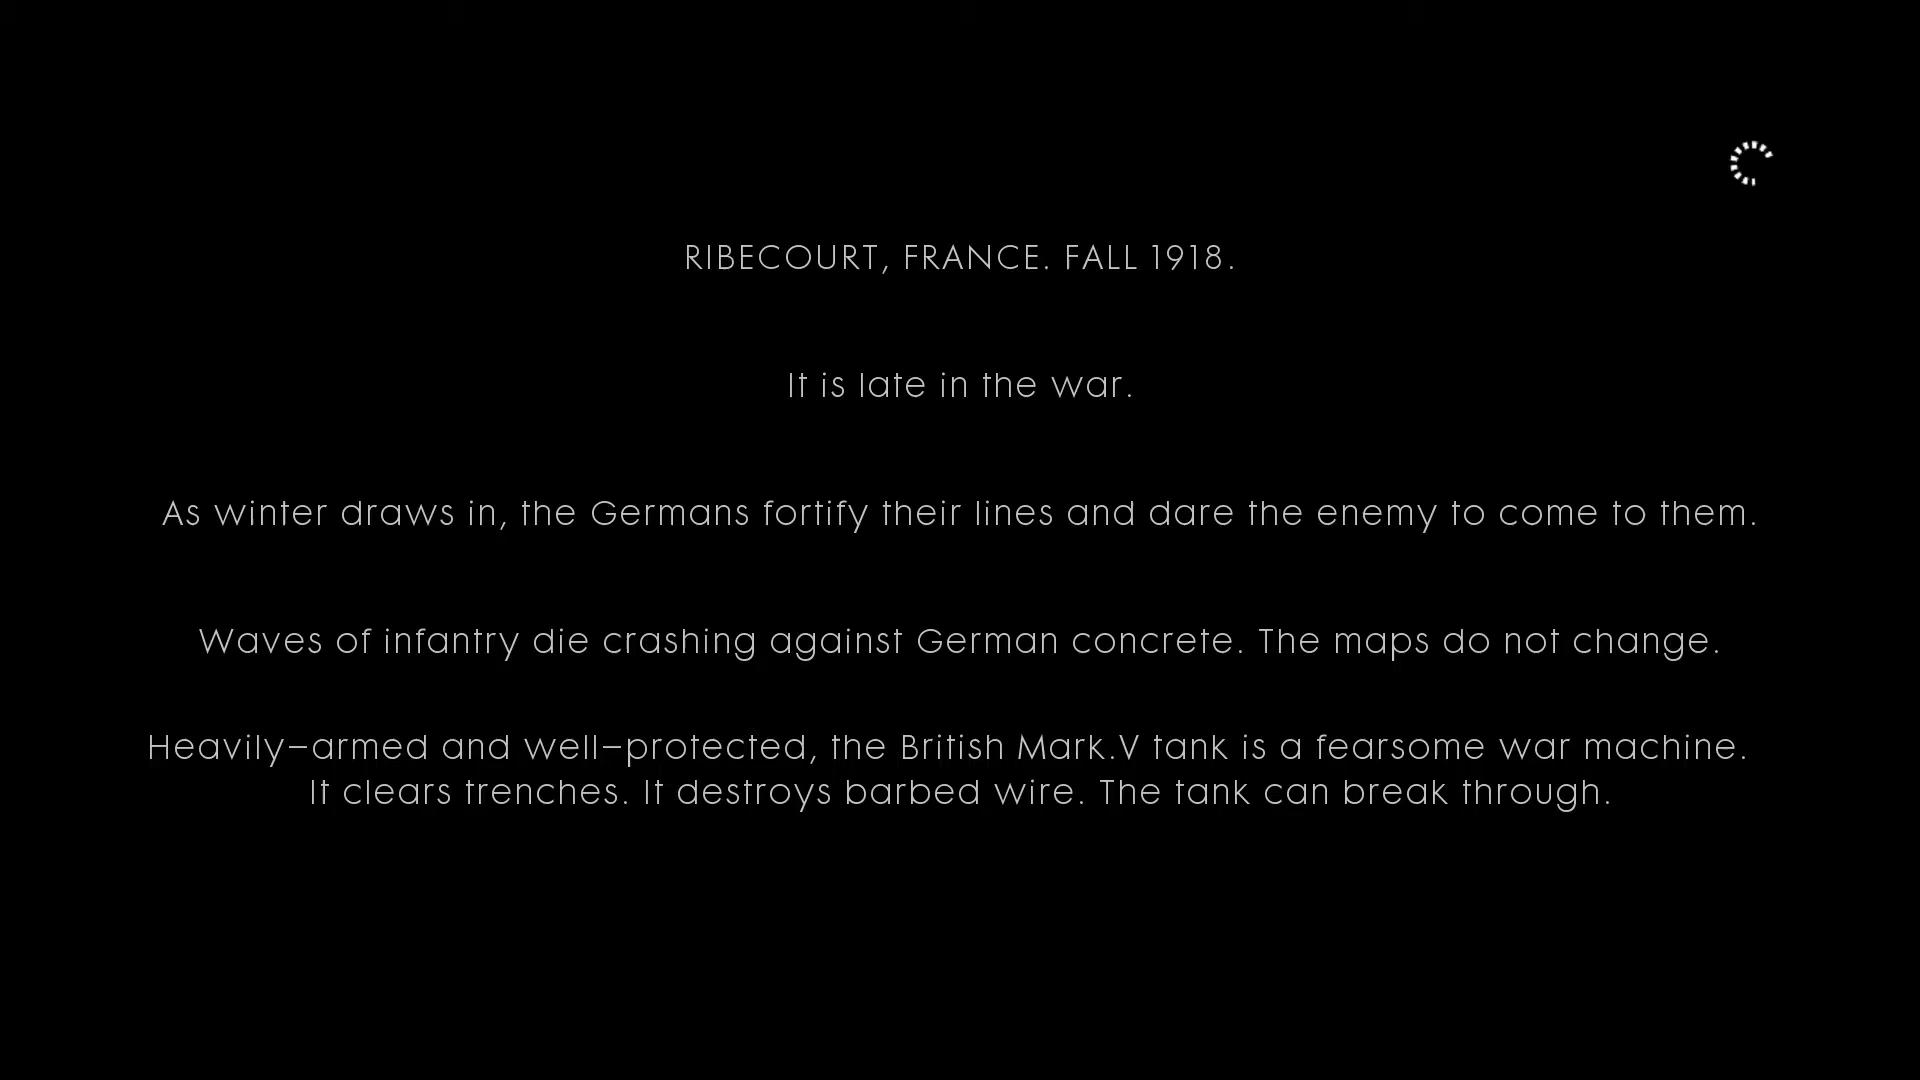 RIBECOURT, FRANCE. FALL 1918.
It is late in the war.
As winter draws in, the Germans fortify their lines and dare the enemy to come to them.
Waves of infantry die crashing against German concrete. The maps do not change.
Heavily-armed and well-protected, the British Mark.V tank is a fearsome war machine.
It clears trenches. It destroys barbed wire. The tank can break through.